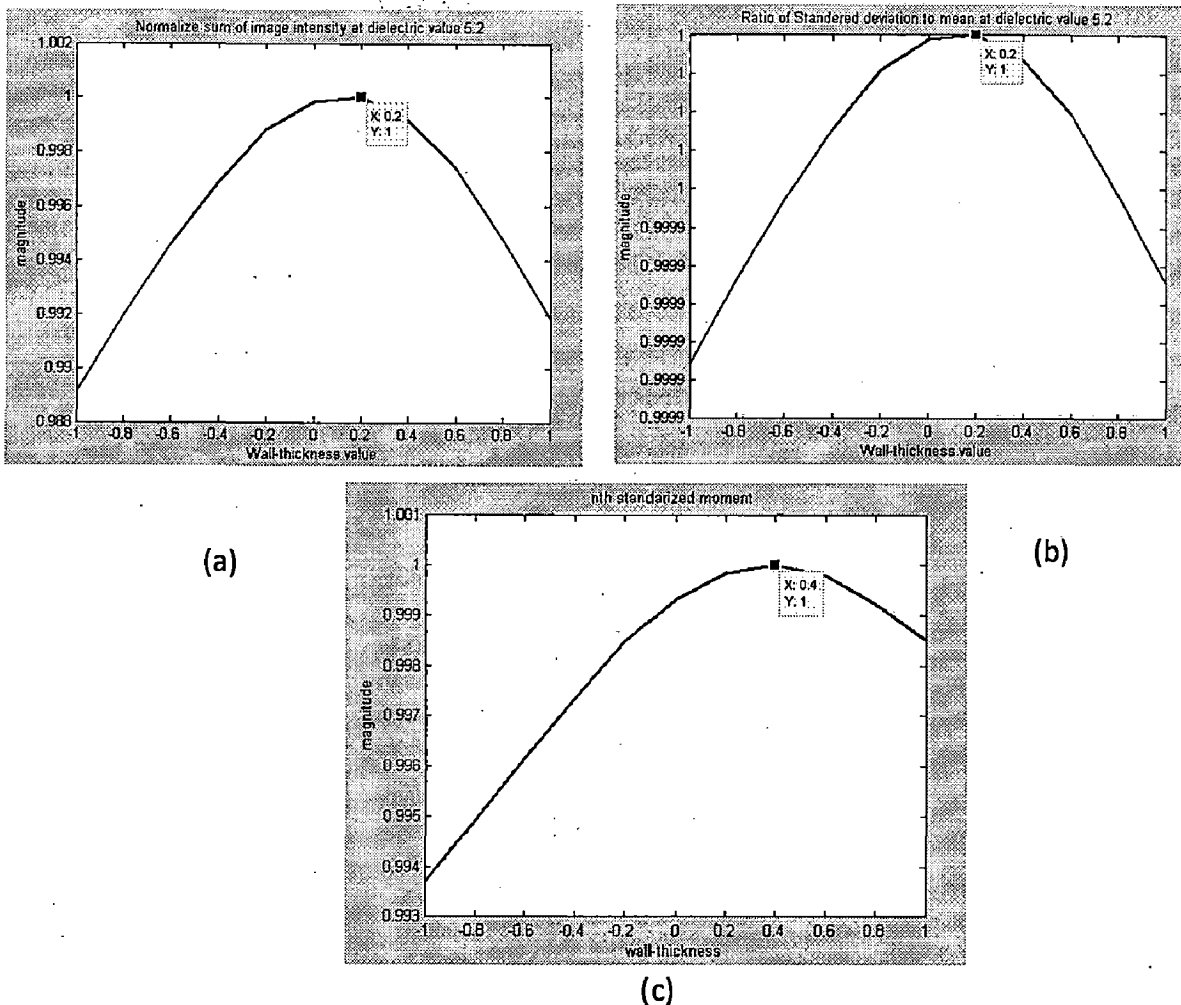 Normalize sum of image intensity at dielectric value 5.2
1.002
1
0.998
0.996
0.994
0.992
0.99
0.988
magnitude
X: 0.2
Y: 1
-1 -0.8 -0.6 -0.4 -0.2 0 0.2 0.4 0.6 0.8 1
Wall-thickness value
(a)
Ratio of Standered deviation to mean at dielectric value 5.2
1
1
1
1
1
0.9999
0.9999
0.9999
0.9999
0.9999
0.9999
magnitude
X: 0.2
Y: 1
-1 -0.8 -0.6 -0.4 -0.2 0 0.2 0.4 0.6 0.8 1
Wall-thickness value
(b)
nth standarized moment
1.001
1
0.999
0.998
0.997
0.996
0.995
0.994
0.993
magnitude
X: 0.4
Y: 1
-1 -0.8 -0.6 -0.4 -0.2 0 0.2 0.4 0.6 0.8 1
wall-thickness
(c)